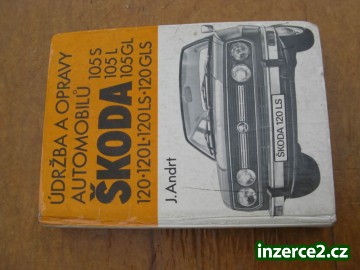 ÚDRŽBA A OPRAVY
AUTOMOBILŮ
105 S
105 L
105 GL
ŠKODA
120·120L·120 LS·120 GLS
J. Andrt
ŠKODA 120 LS
inzerce2.cz